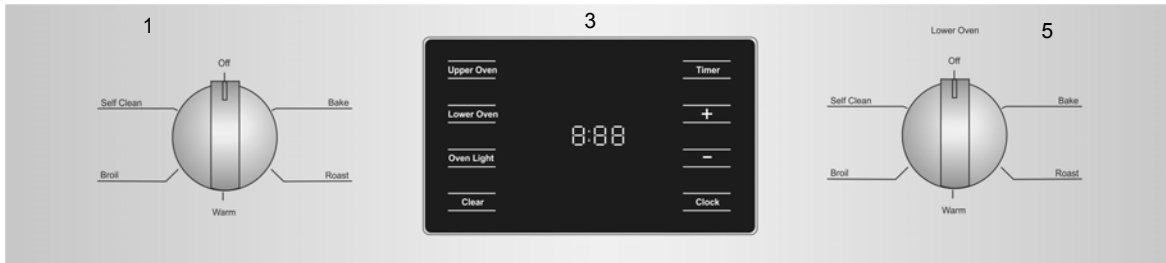 1
Off
Self Clean
Bake
Broil
Roast
Warm
3
Upper Oven
Timer
Lower Oven
+
8:88
Oven Light
-
Clear
Clock
5
Lower Oven
Off
Self Clean
Bake
Broil
Roast
Warm